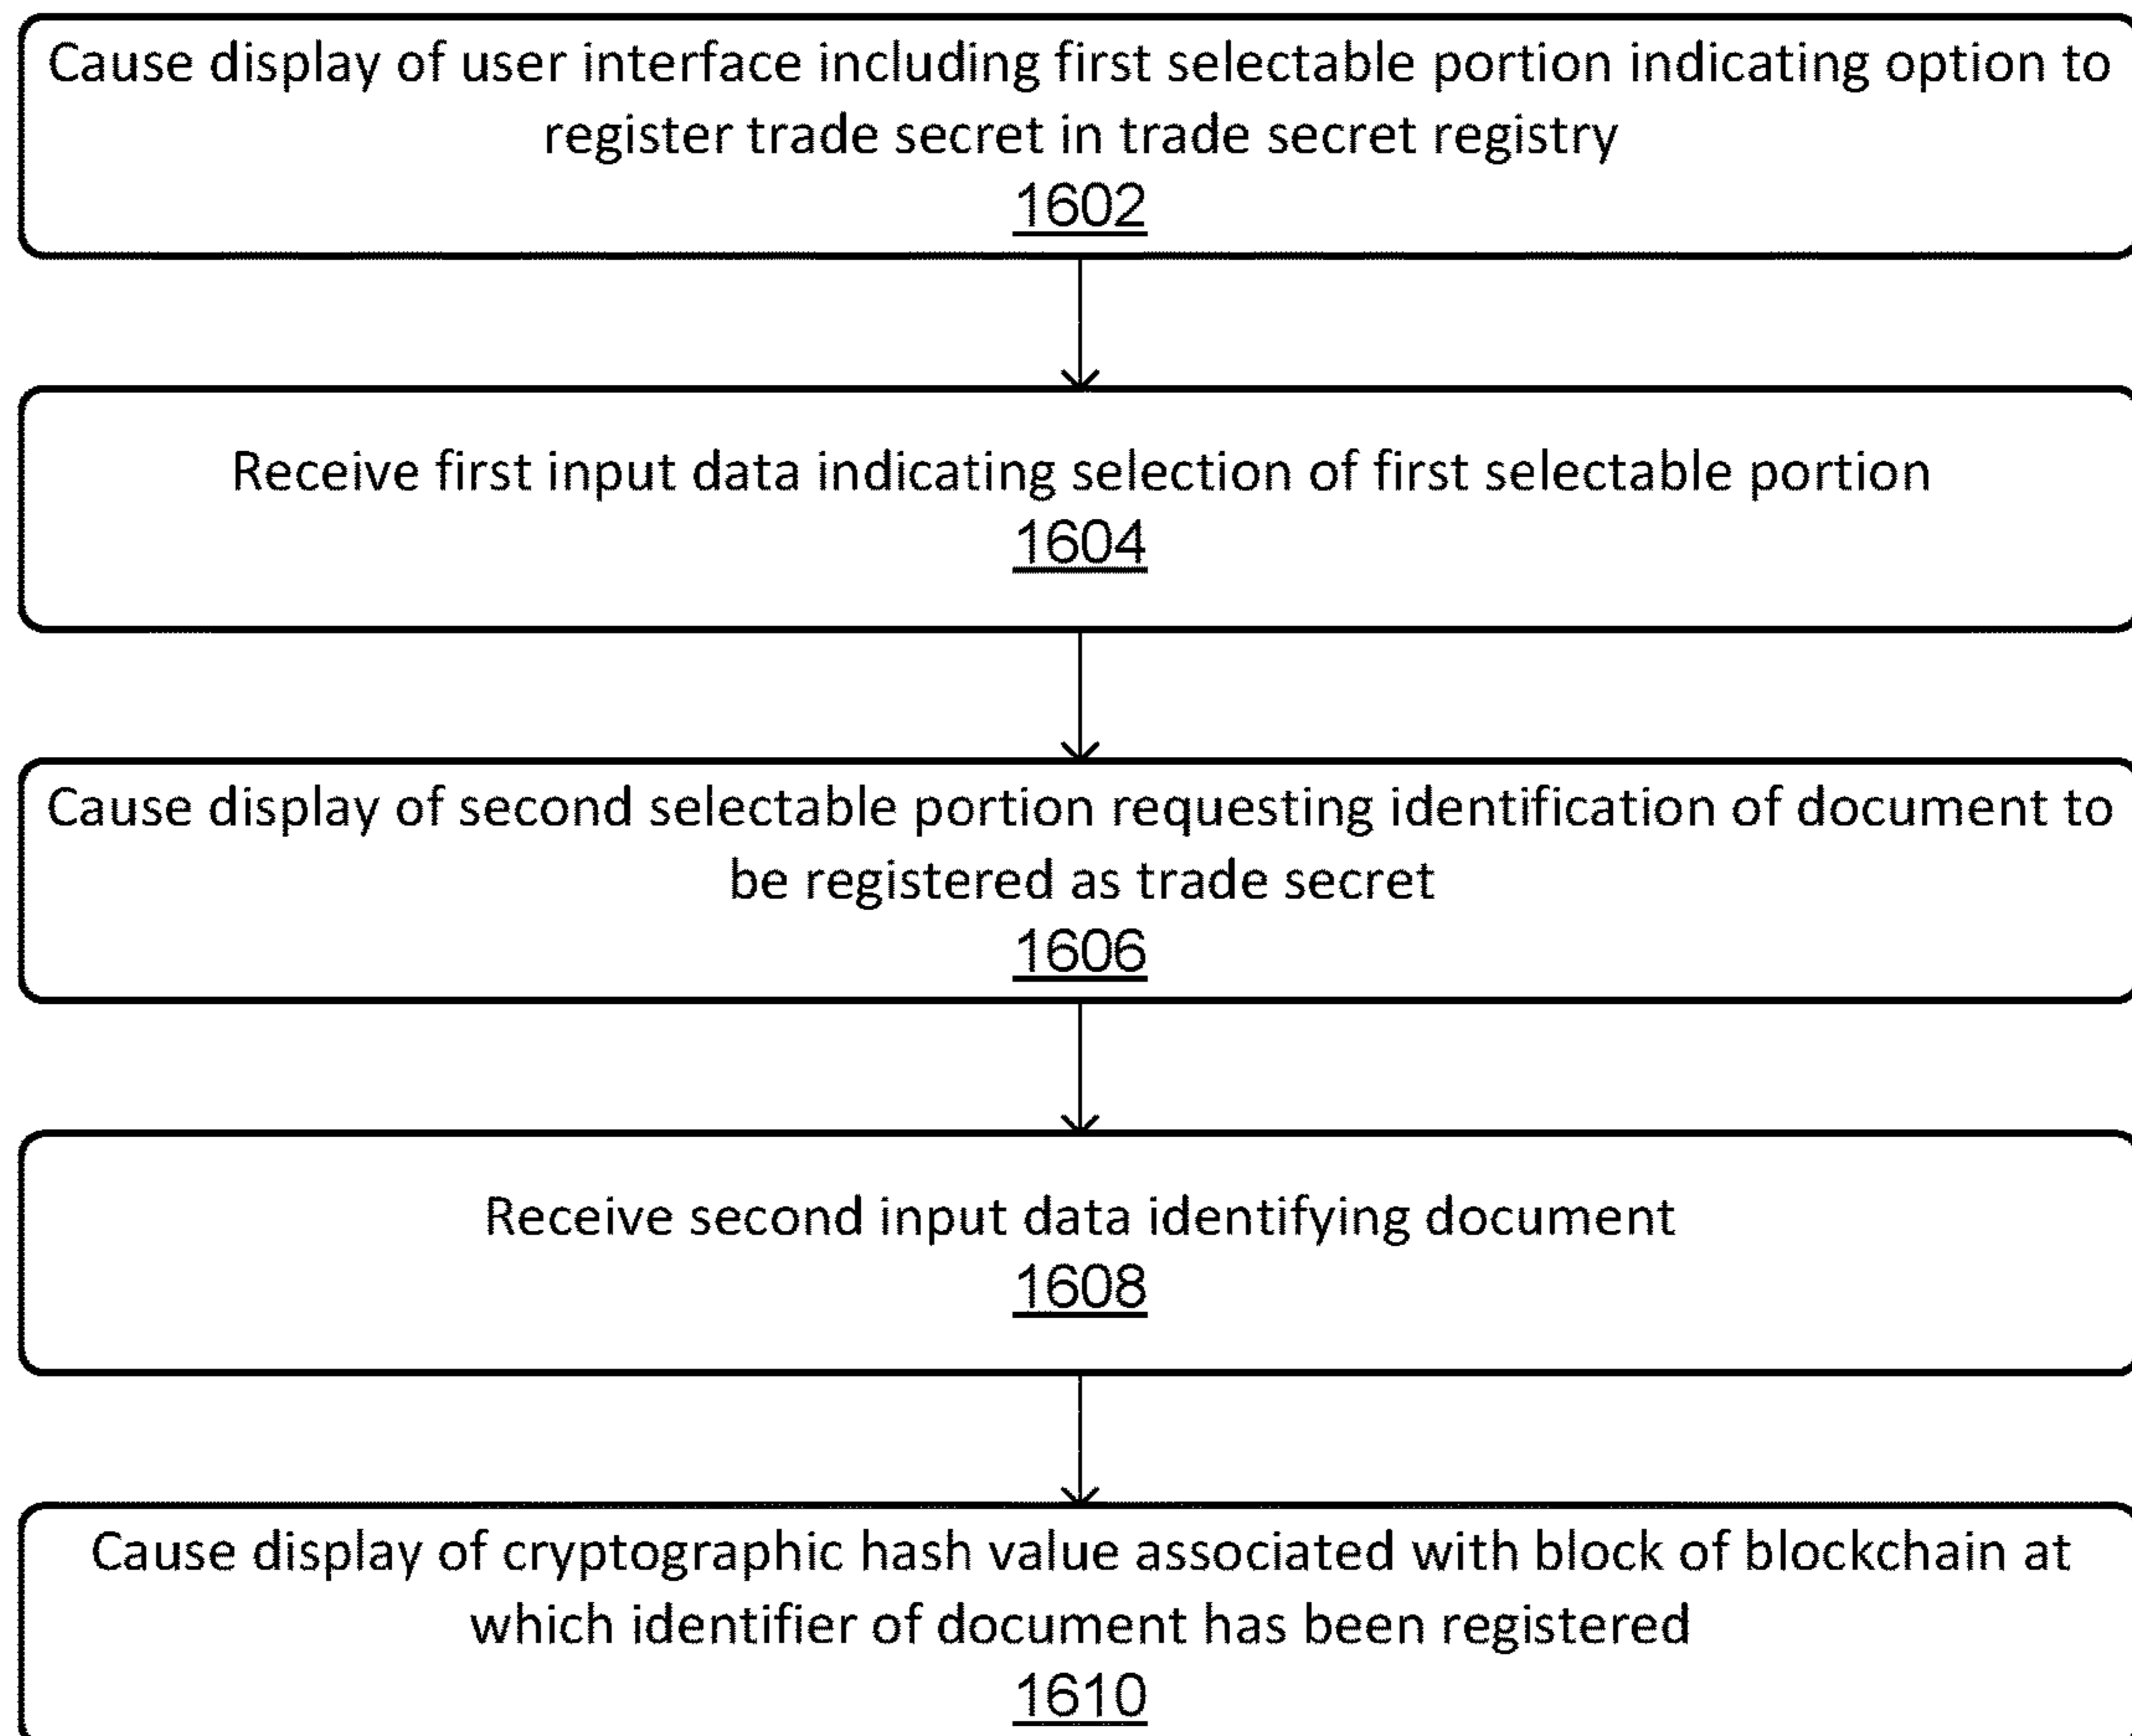 Cause display of user interface including first selectable portion indicating option to
register trade secret in trade secret registry
1602
Receive first input data indicating selection of first selectable portion
1604
Cause display of second selectable portion requesting identification of document to
be registered as trade secret
1606
Receive second input data identifying document
1608
Cause display of cryptographic hash value associated with block of blockchain at
which identifier of document has been registered
1610